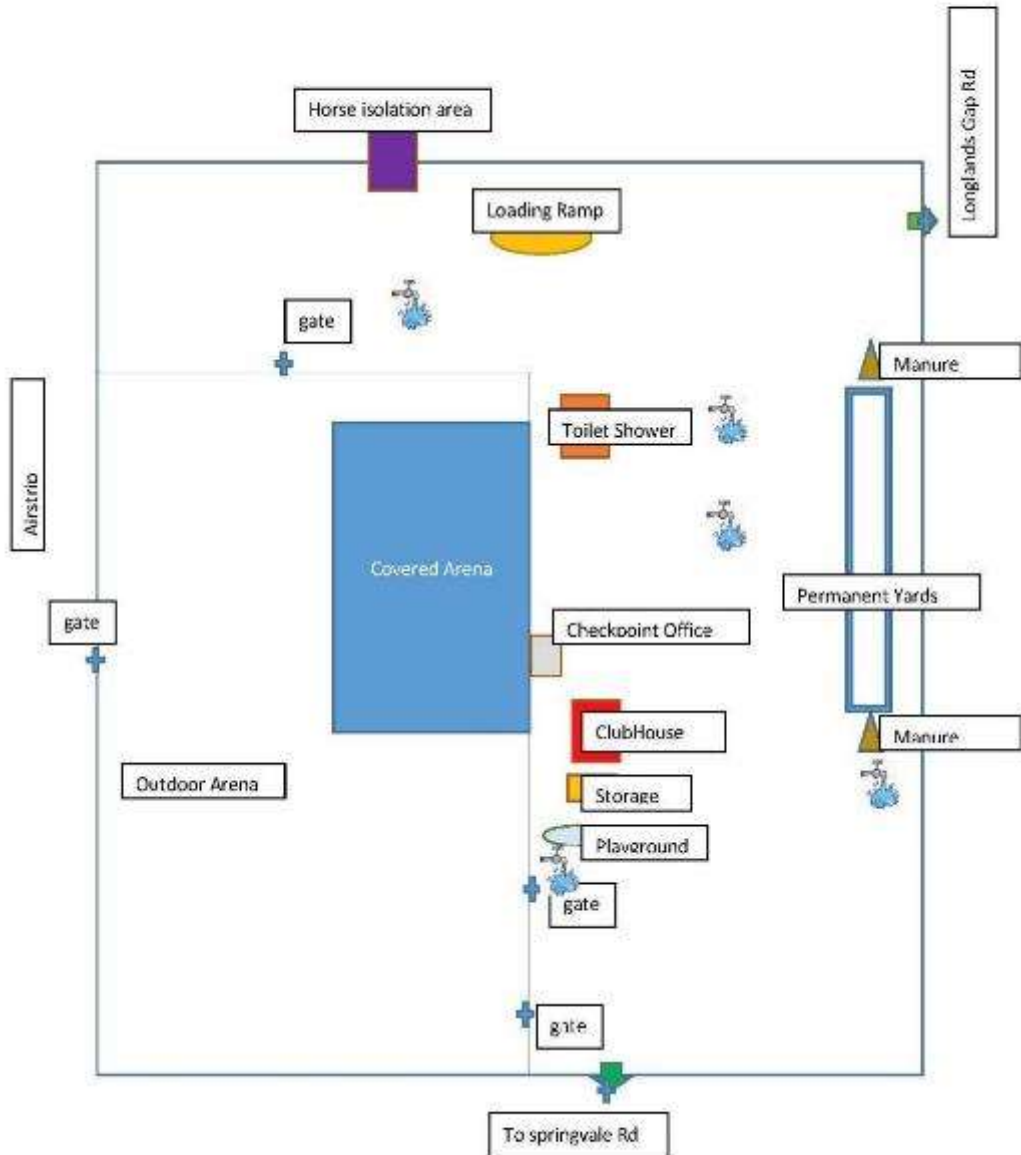 Longlands Gap Rd
Horse isolation area
Loading Ramp
gate
Manure
Toilet Shower
Airstrip
Covered Arena
Permanent Yards
gate
Checkpoint Office
ClubHouse
Manure
Outdoor Arena
Storage
Playground
gate
gate
To springvale Rd